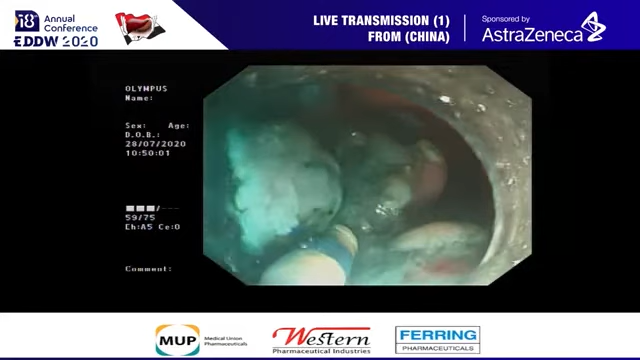 18th Annual
Conference
EDDW 2020
LIVE TRANSMISSION (1)
FROM (CHINA)
Sponsored by
AstraZeneca
OLYMPUS
Name:
Sex: Age:
D.O.B.:
28/07/2020
10:50:01
59/75
Eh:A5 Ce:0
Comment:
MUP
Medical Union
Pharmaceuticals
Western
Pharmaceutical Industries
FERRING
PHARMACEUTICALS